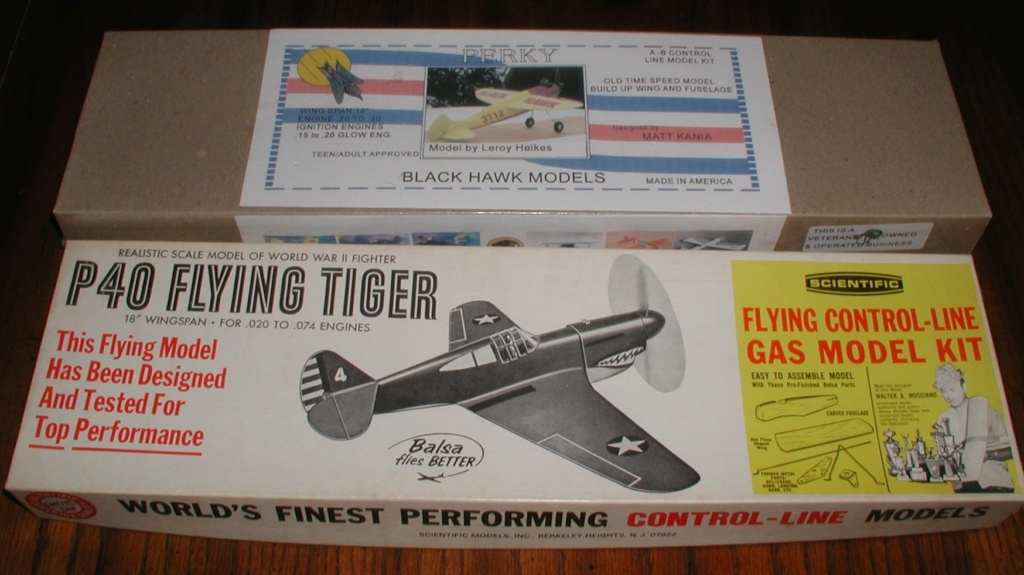 PERKY
A-B CONTROL
LINE MODEL KIT
OLD TIME SPEED MODEL
BUILD UP WING AND FUSELAGE
WING SPAN 18"
ENGINE .20 TO .30
IGNITION ENGINES
.15 to .20 GLOW ENG
TEEN/ADULT APPROVED
BLACK HAWK
3112
Model by Leroy Heikes
Designed by
MATT KANIA
BLACK HAWK MODELS
MADE IN AMERICA
THIS IS A
VETERAN OWNED
& OPERATED BUSINESS
REALISTIC SCALE MODEL OF WORLD WAR II FIGHTER
P40 FLYING TIGER
18" WINGSPAN • FOR .020 TO .074 ENGINES
This Flying Model
Has Been Designed
And Tested For
Top Performance
4
Balsa
flies BETTER
SCIENTIFIC
FLYING CONTROL-LINE
GAS MODEL KIT
EASY TO ASSEMBLE MODEL
With These Pre-Finished Balsa Parts
CARVED FUSELAGE
WALTER A. MUSCIANO
WORLD'S FINEST PERFORMING CONTROL-LINE MODELS
SCIENTIFIC MODELS, INC. BERKELEY HEIGHTS, N. J. 07922